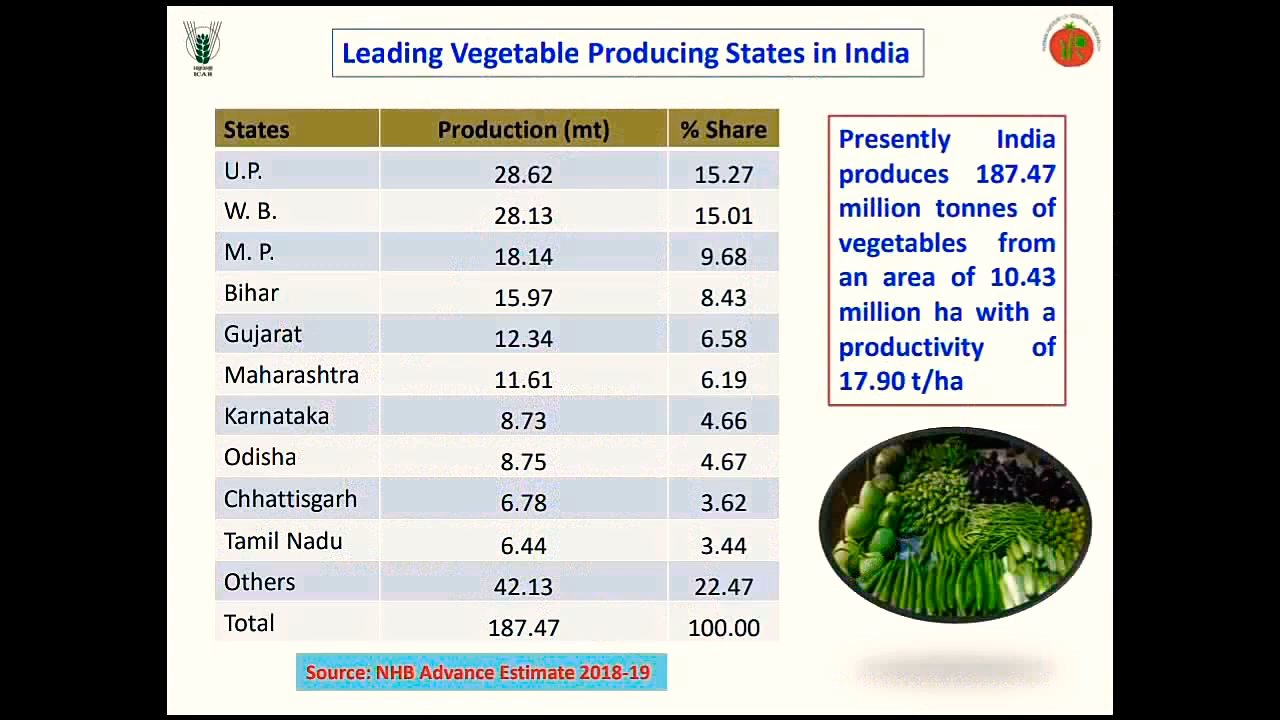 Leading Vegetable Producing States in India
ICAR
States Production (mt) % Share
U.P. 28.62 15.27
W. B. 28.13 15.01
M. P. 18.14 9.68
Bihar 15.97 8.43
Gujarat 12.34 6.58
Maharashtra 11.61 6.19
Karnataka 8.73 4.66
Odisha 8.75 4.67
Chhattisgarh 6.78 3.62
Tamil Nadu 6.44 3.44
Others 42.13 22.47
Total 187.47 100.00
Source: NHB Advance Estimate 2018-19
Presently India
produces 187.47
million tonnes of
vegetables from
an area of 10.43
million ha with a
productivity of
17.90 t/ha